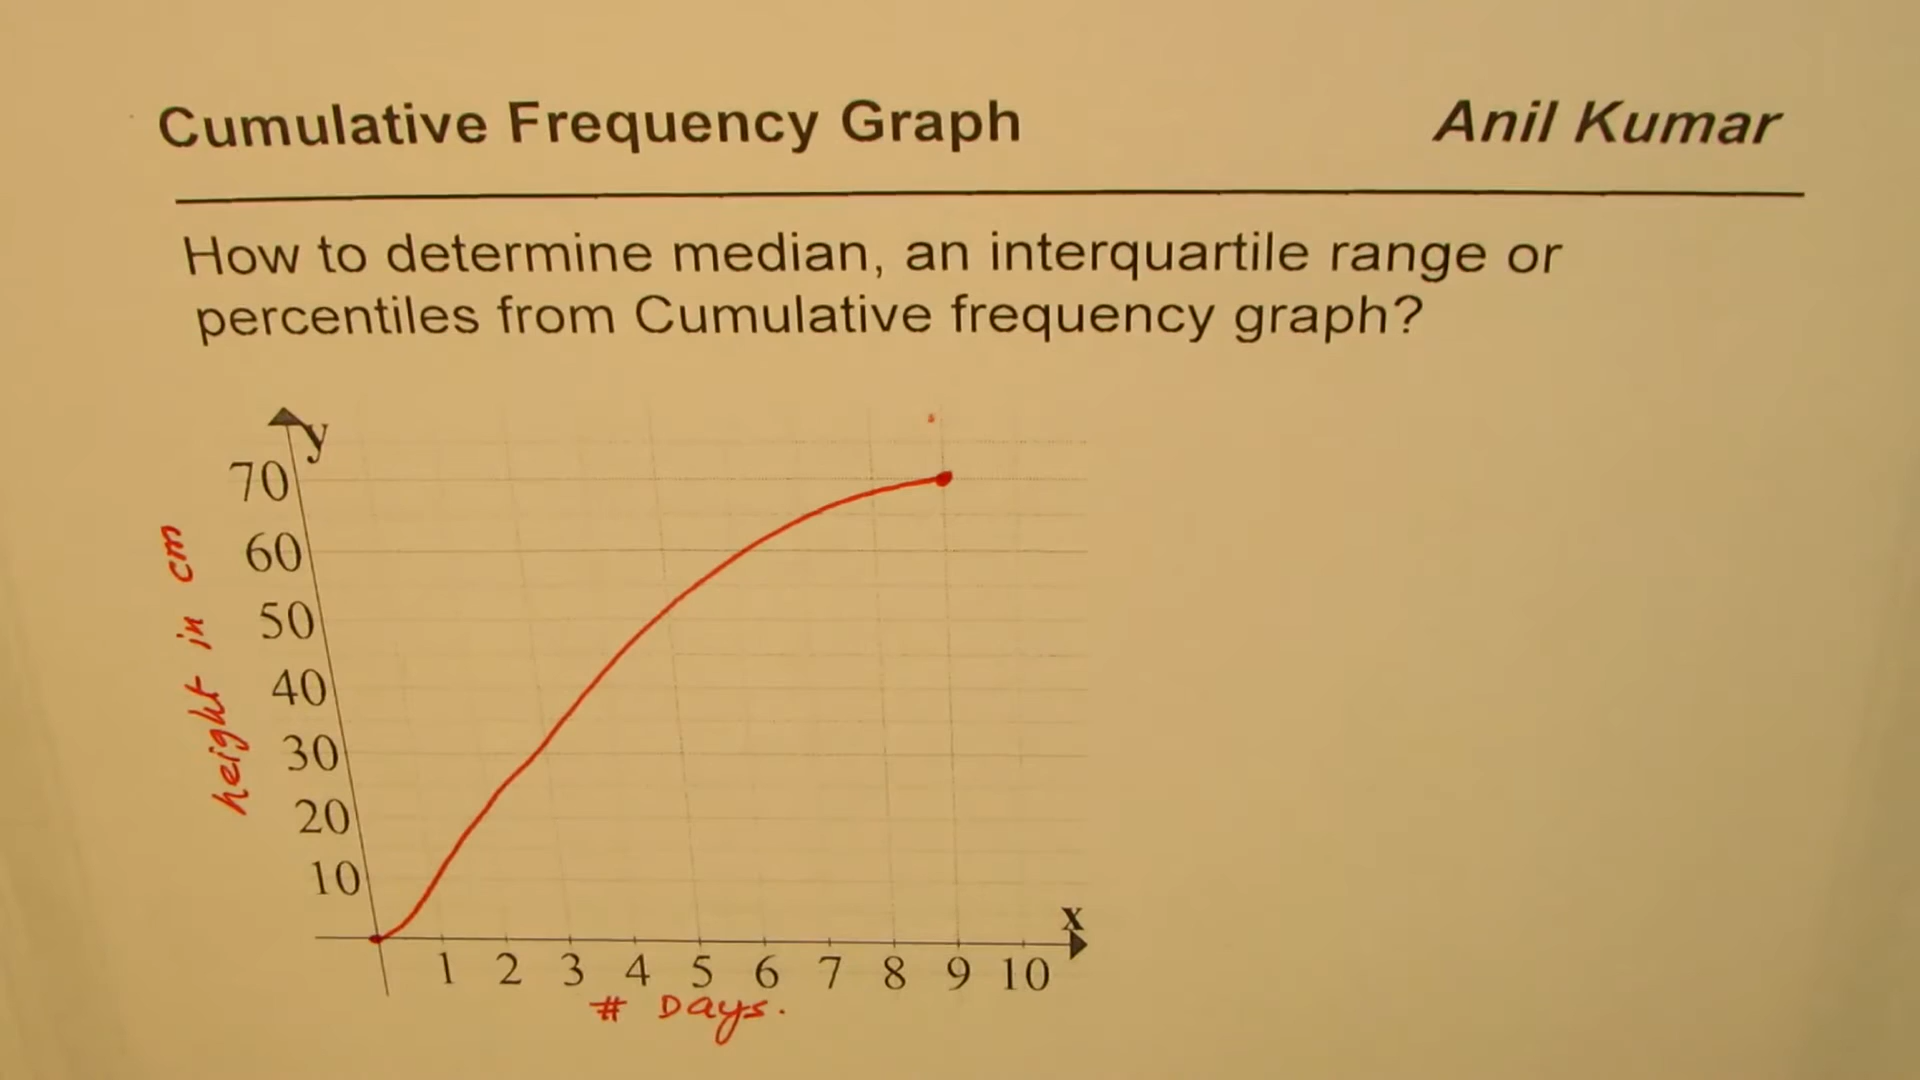 Cumulative Frequency Graph
Anil Kumar
How to determine median, an interquartile range or
percentiles from Cumulative frequency graph?
y
70
60
50
40
30
20
10
height in cm
x
1 2 3 4 5 6 7 8 9 10
# Days.